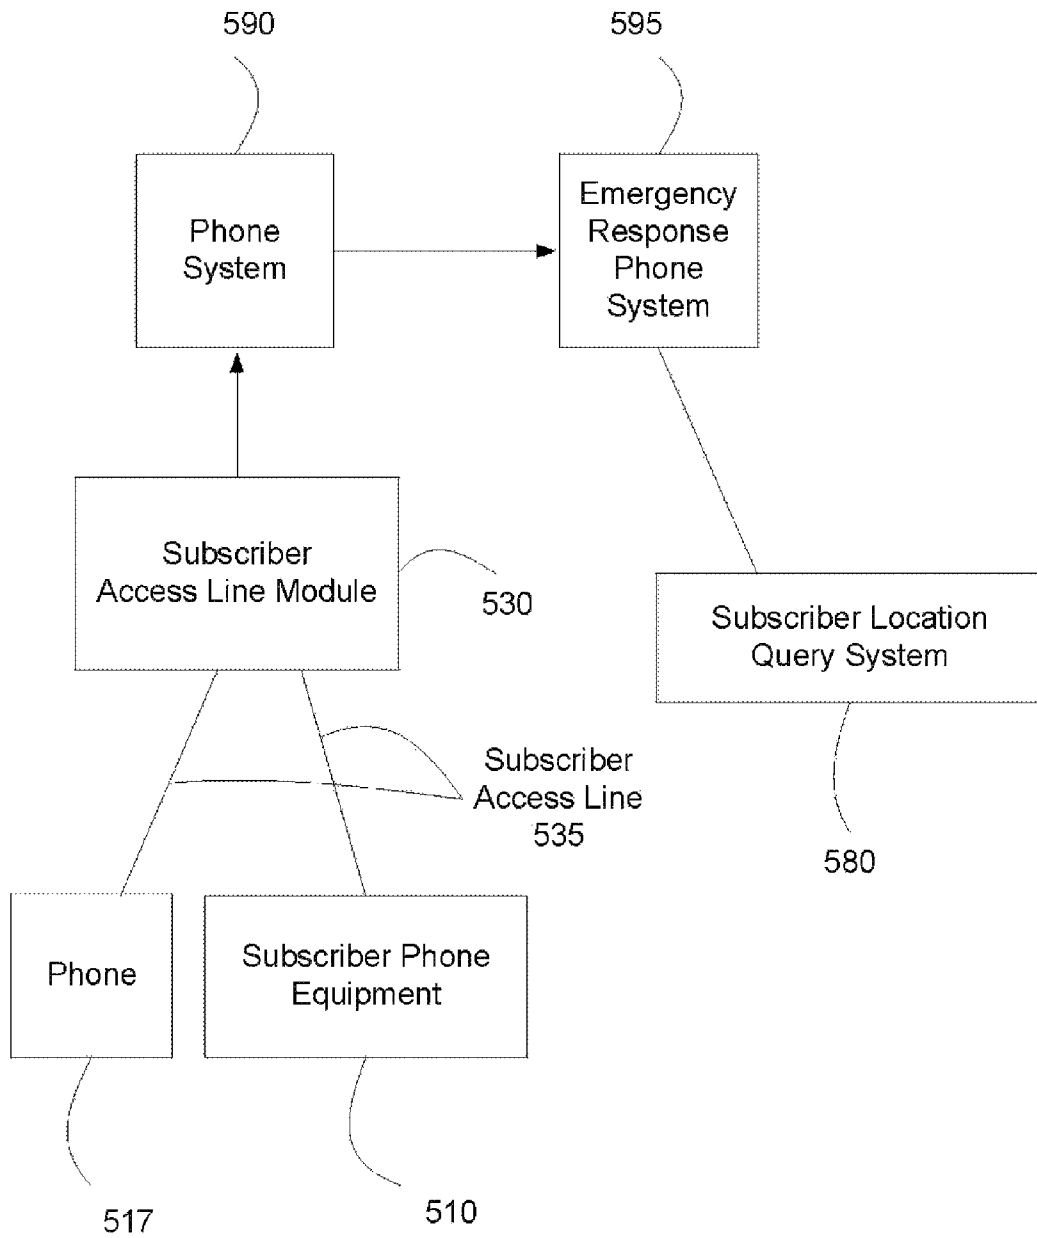 590
595
Phone
System
Emergency
Response
Phone
System
Subscriber
Access Line Module
530
Subscriber Location
Query System
Subscriber
Access Line
535
580
Phone
Subscriber Phone
Equipment
517
510